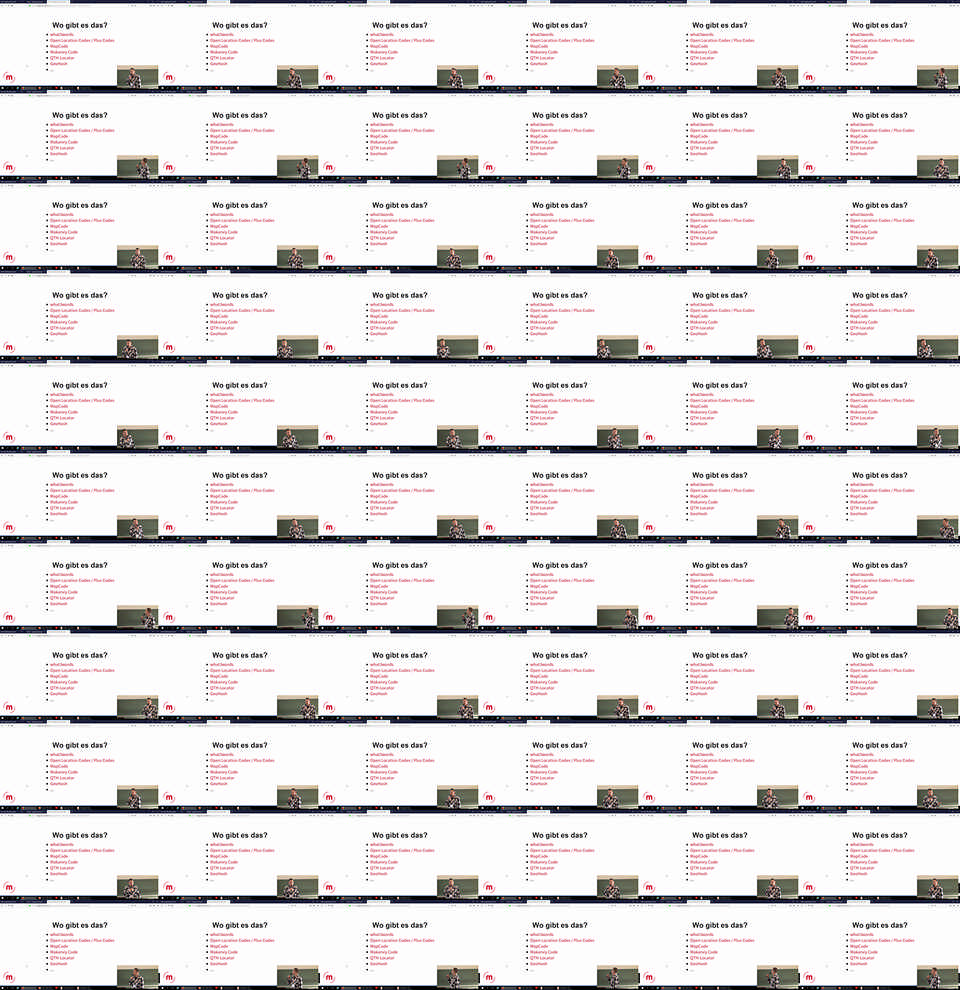 Wo gibt es das?
what3words
Open Location Codes / Plus Codes
MapCode
Makaney Code
QTH Locator
GeoHash
...
m